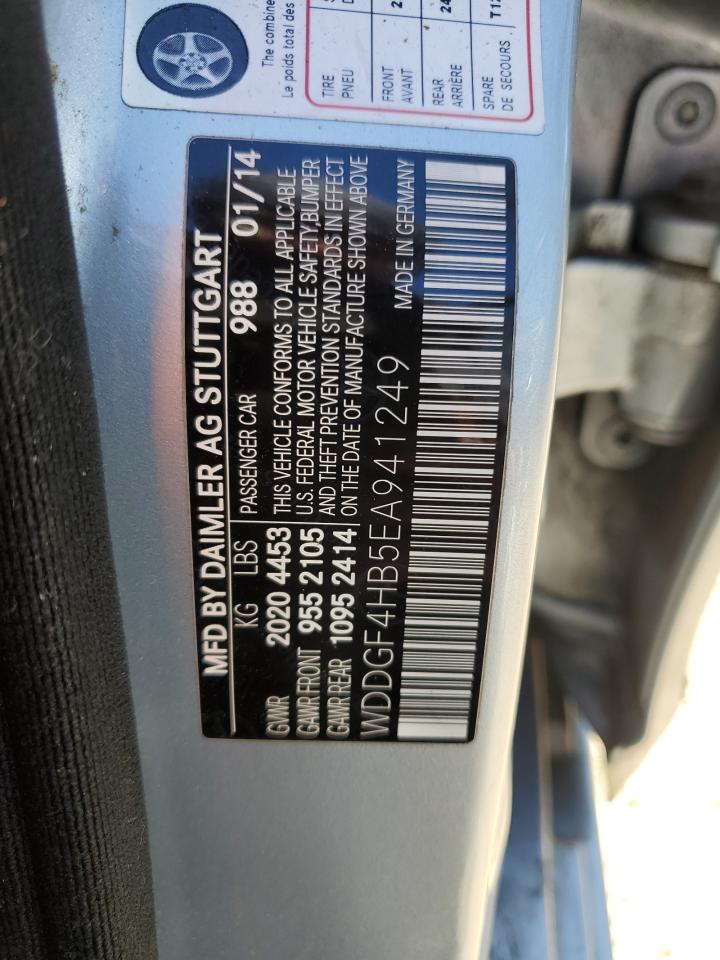 The combine
Le poids total des
TIRE
PNEU
FRONT 2
AVANT
REAR 24
ARRIÈRE
SPARE T12
DE SECOURS
MFD BY DAIMLER AG STUTTGART
KG LBS PASSENGER CAR 988 01/14
GVWR 2020 4453 THIS VEHICLE CONFORMS TO ALL APPLICABLE
GAWR FRONT 955 2105 U.S. FEDERAL MOTOR VEHICLE SAFETY,BUMPER
GAWR REAR 1095 2414 AND THEFT PREVENTION STANDARDS IN EFFECT
ON THE DATE OF MANUFACTURE SHOWN ABOVE
WDDGF4HB5EA941249 MADE IN GERMANY